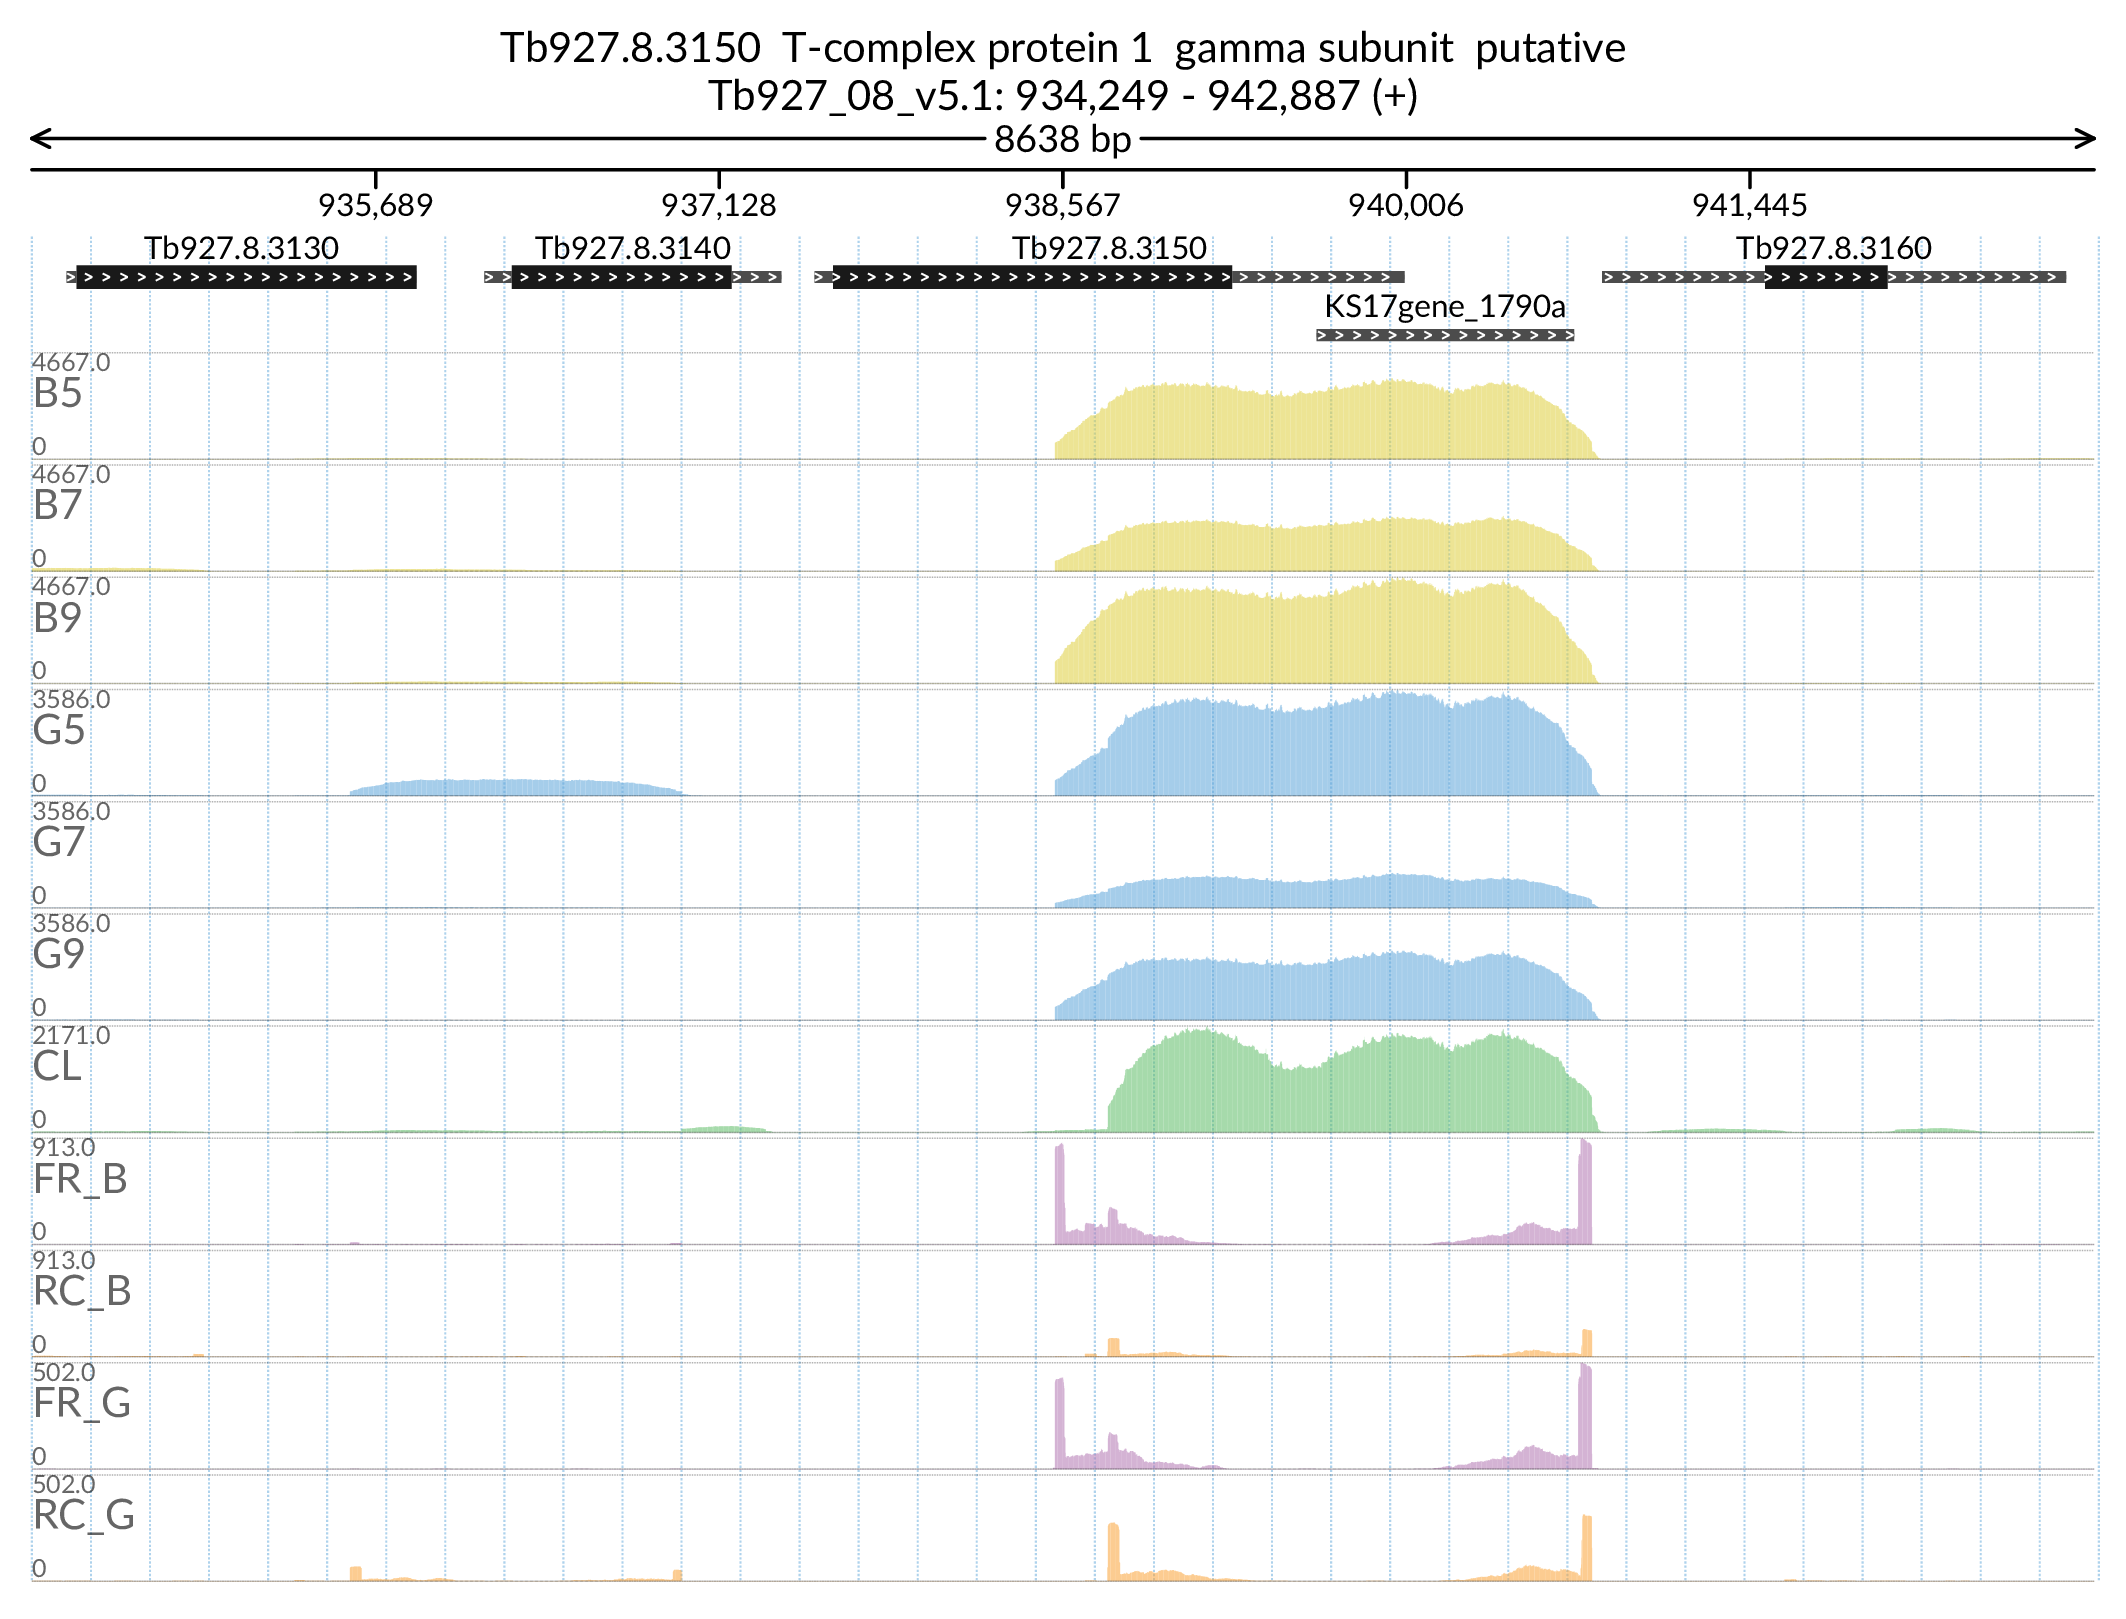 Tb927.8.3150  T-complex protein 1  gamma subunit  putative
Tb927_08_v5.1: 934,249 - 942,887 (+)
8638 bp
935,689 937,128 938,567 940,006 941,445
Tb927.8.3130 Tb927.8.3140 Tb927.8.3150 Tb927.8.3160
KS17gene_1790a
4667.0
B5
0
4667.0
B7
0
4667.0
B9
0
3586.0
G5
0
3586.0
G7
0
3586.0
G9
0
2171.0
CL
0
913.0
FR_B
0
913.0
RC_B
0
502.0
FR_G
0
502.0
RC_G
0